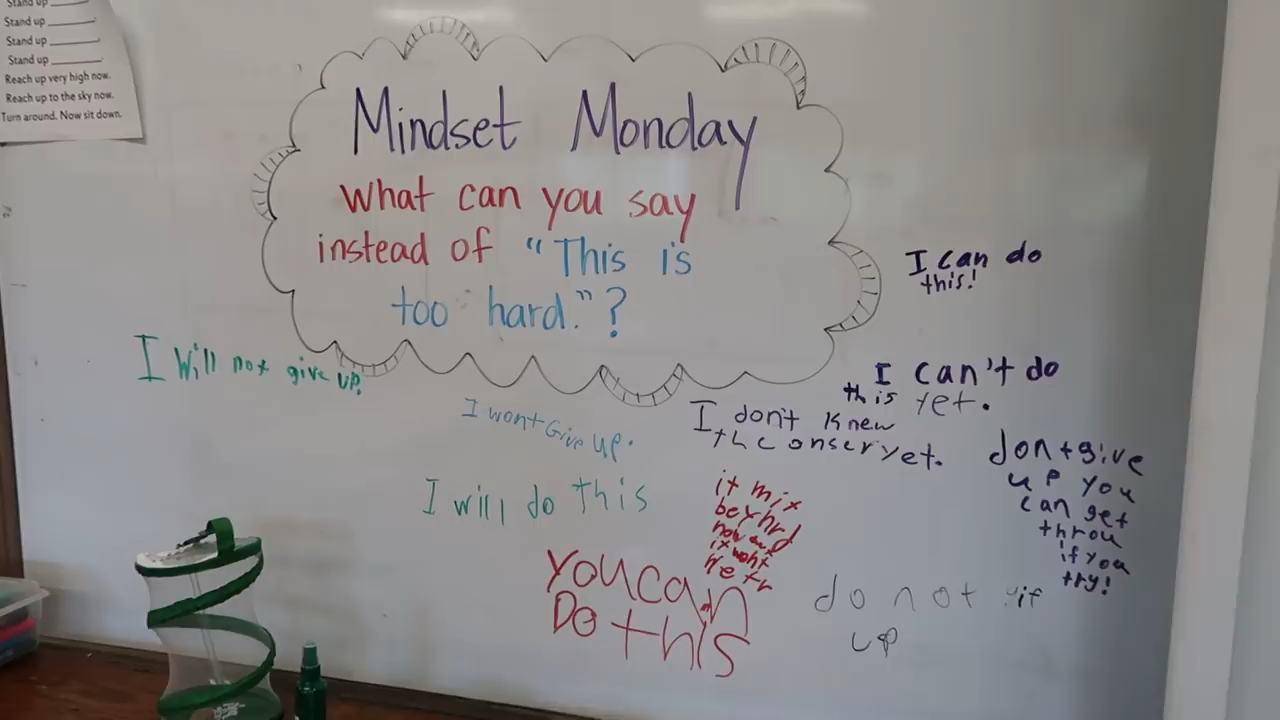 Stand up
Stand up
Stand up
Stand up
Reach up very high now.
Reach up to the sky now.
Turn around. Now sit down.
Mindset Monday
What can you say
instead of "This is
too hard."?
I can do
this!
I Will not give up!
I can't do
this yet.
I wont Give up.
I don't knew
the onser yet.
dont give
up you
can get
throu
if you
try!
I will do this
it mix
be
now and
it wont
You can
Do this
do not
up